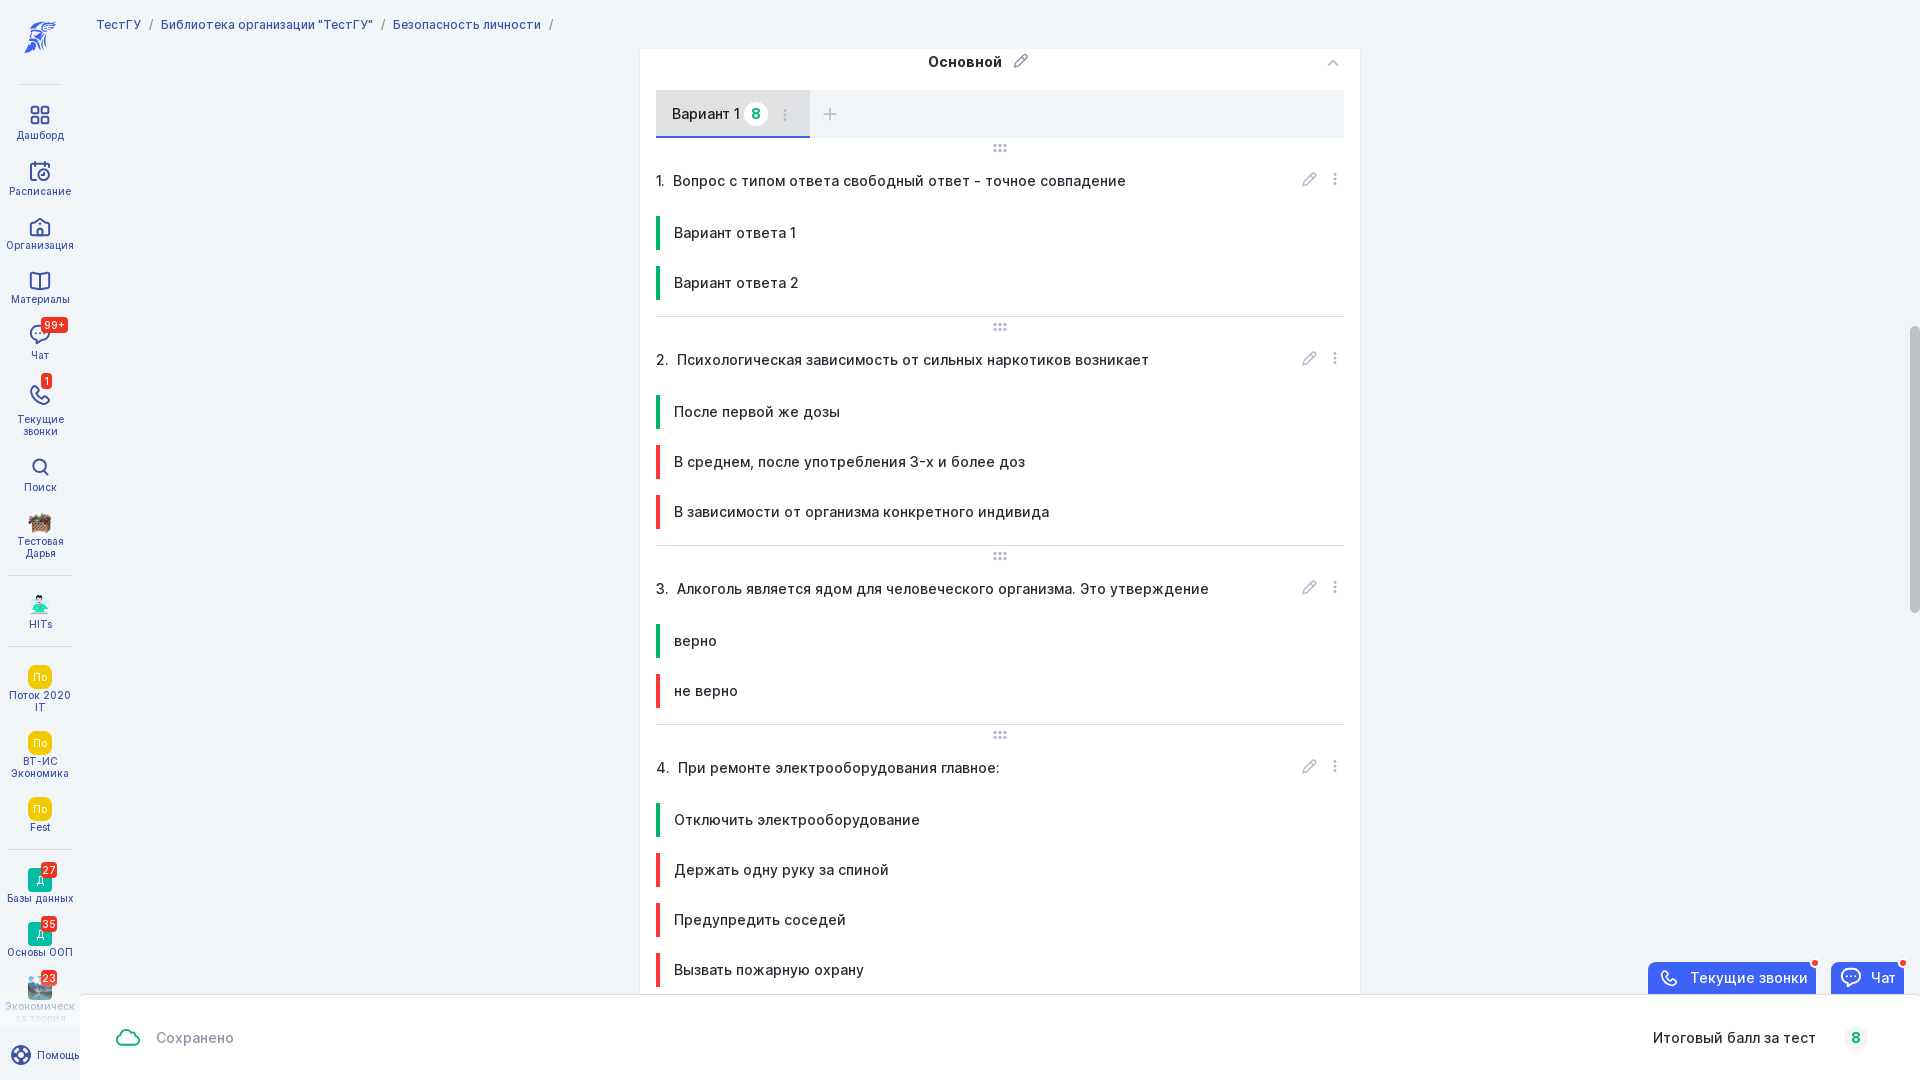 ТестГУ / Библиотека организации "ТестГУ" / Безопасность личности /
Дашборд
Расписание
Организация
Материалы
99+
Чат
1
Текущие
звонки
Поиск
Тестовая
Дарья
HITs
По
Поток 2020
IT
По
ВТ-ИС
Экономика
По
Fest
27
Д
Базы данных
35
Д
Основы ООП
23
Экономическ
ая теория
Помощь
Основной
Вариант 1 8
1. Вопрос с типом ответа свободный ответ - точное совпадение
Вариант ответа 1
Вариант ответа 2
2. Психологическая зависимость от сильных наркотиков возникает
После первой же дозы
В среднем, после употребления 3-х и более доз
В зависимости от организма конкретного индивида
3. Алкоголь является ядом для человеческого организма. Это утверждение
верно
не верно
4. При ремонте электрооборудования главное:
Отключить электрооборудование
Держать одну руку за спиной
Предупредить соседей
Вызвать пожарную охрану
Текущие звонки
Чат
Сохранено
Итоговый балл за тест 8